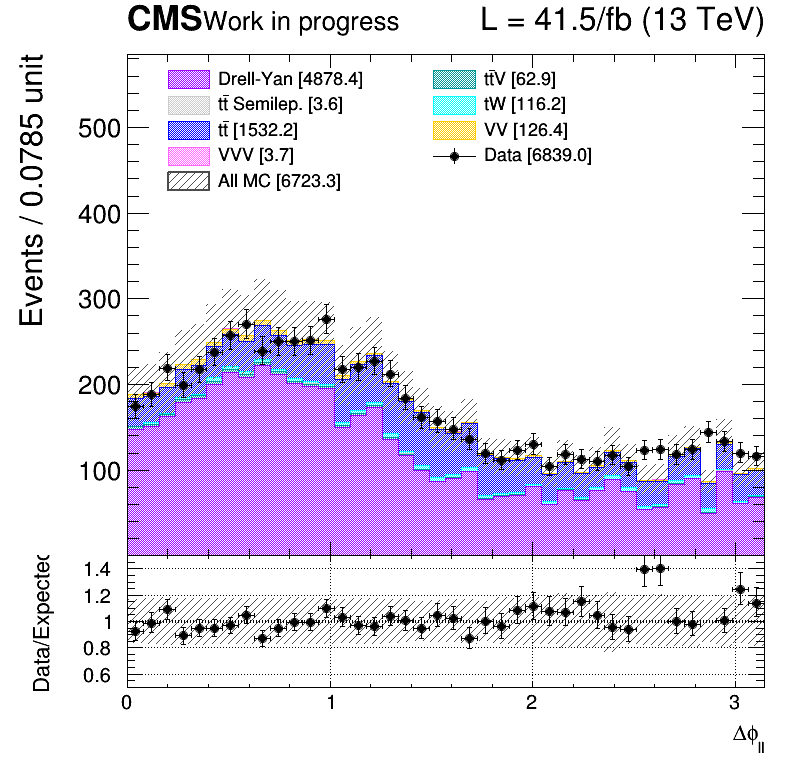 CMS Work in progress L = 41.5/fb (13 TeV)
Events / 0.0785 unit
Drell-Yan [4878.4]
tt̄ Semilep. [3.6]
tt̄ [1532.2]
VVV [3.7]
All MC [6723.3]
tt̄V [62.9]
tW [116.2]
VV [126.4]
Data [6839.0]
500
400
300
200
100
Data/Expected
1.4
1.2
1
0.8
0.6
0 1 2 3
Δϕll